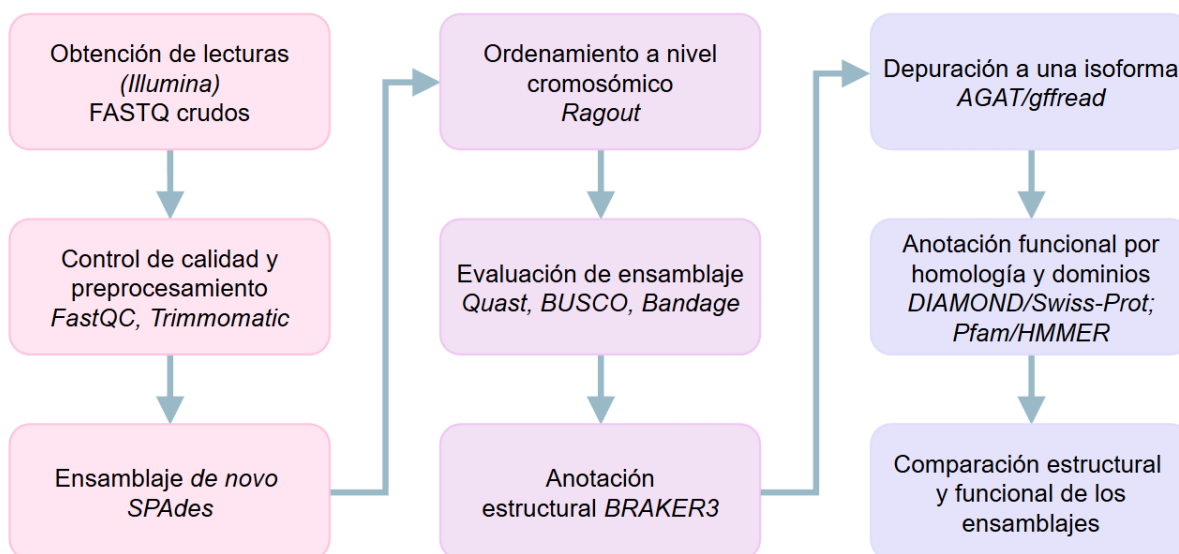 Obtención de lecturas
(Illumina)
FASTQ crudos
Control de calidad y
preprocesamiento
FastQC, Trimmomatic
Ensamblaje de novo
SPAdes
Ordenamiento a nivel
cromosómico
Ragout
Evaluación de ensamblaje
Quast, BUSCO, Bandage
Anotación
estructural BRAKER3
Depuración a una isoforma
AGAT/gffread
Anotación funcional por
homología y dominios
DIAMOND/Swiss-Prot;
Pfam/HMMER
Comparación estructural
y funcional de los
ensamblajes